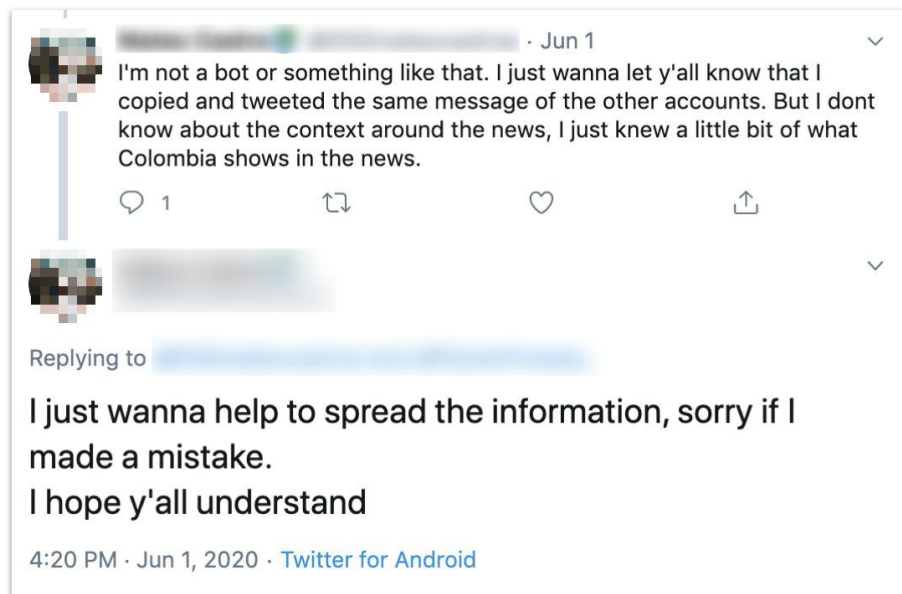 · Jun 1
I'm not a bot or something like that. I just wanna let y'all know that I
copied and tweeted the same message of the other accounts. But I dont
know about the context around the news, I just knew a little bit of what
Colombia shows in the news.
1
Replying to
I just wanna help to spread the information, sorry if I
made a mistake.
I hope y'all understand
4:20 PM · Jun 1, 2020 · Twitter for Android